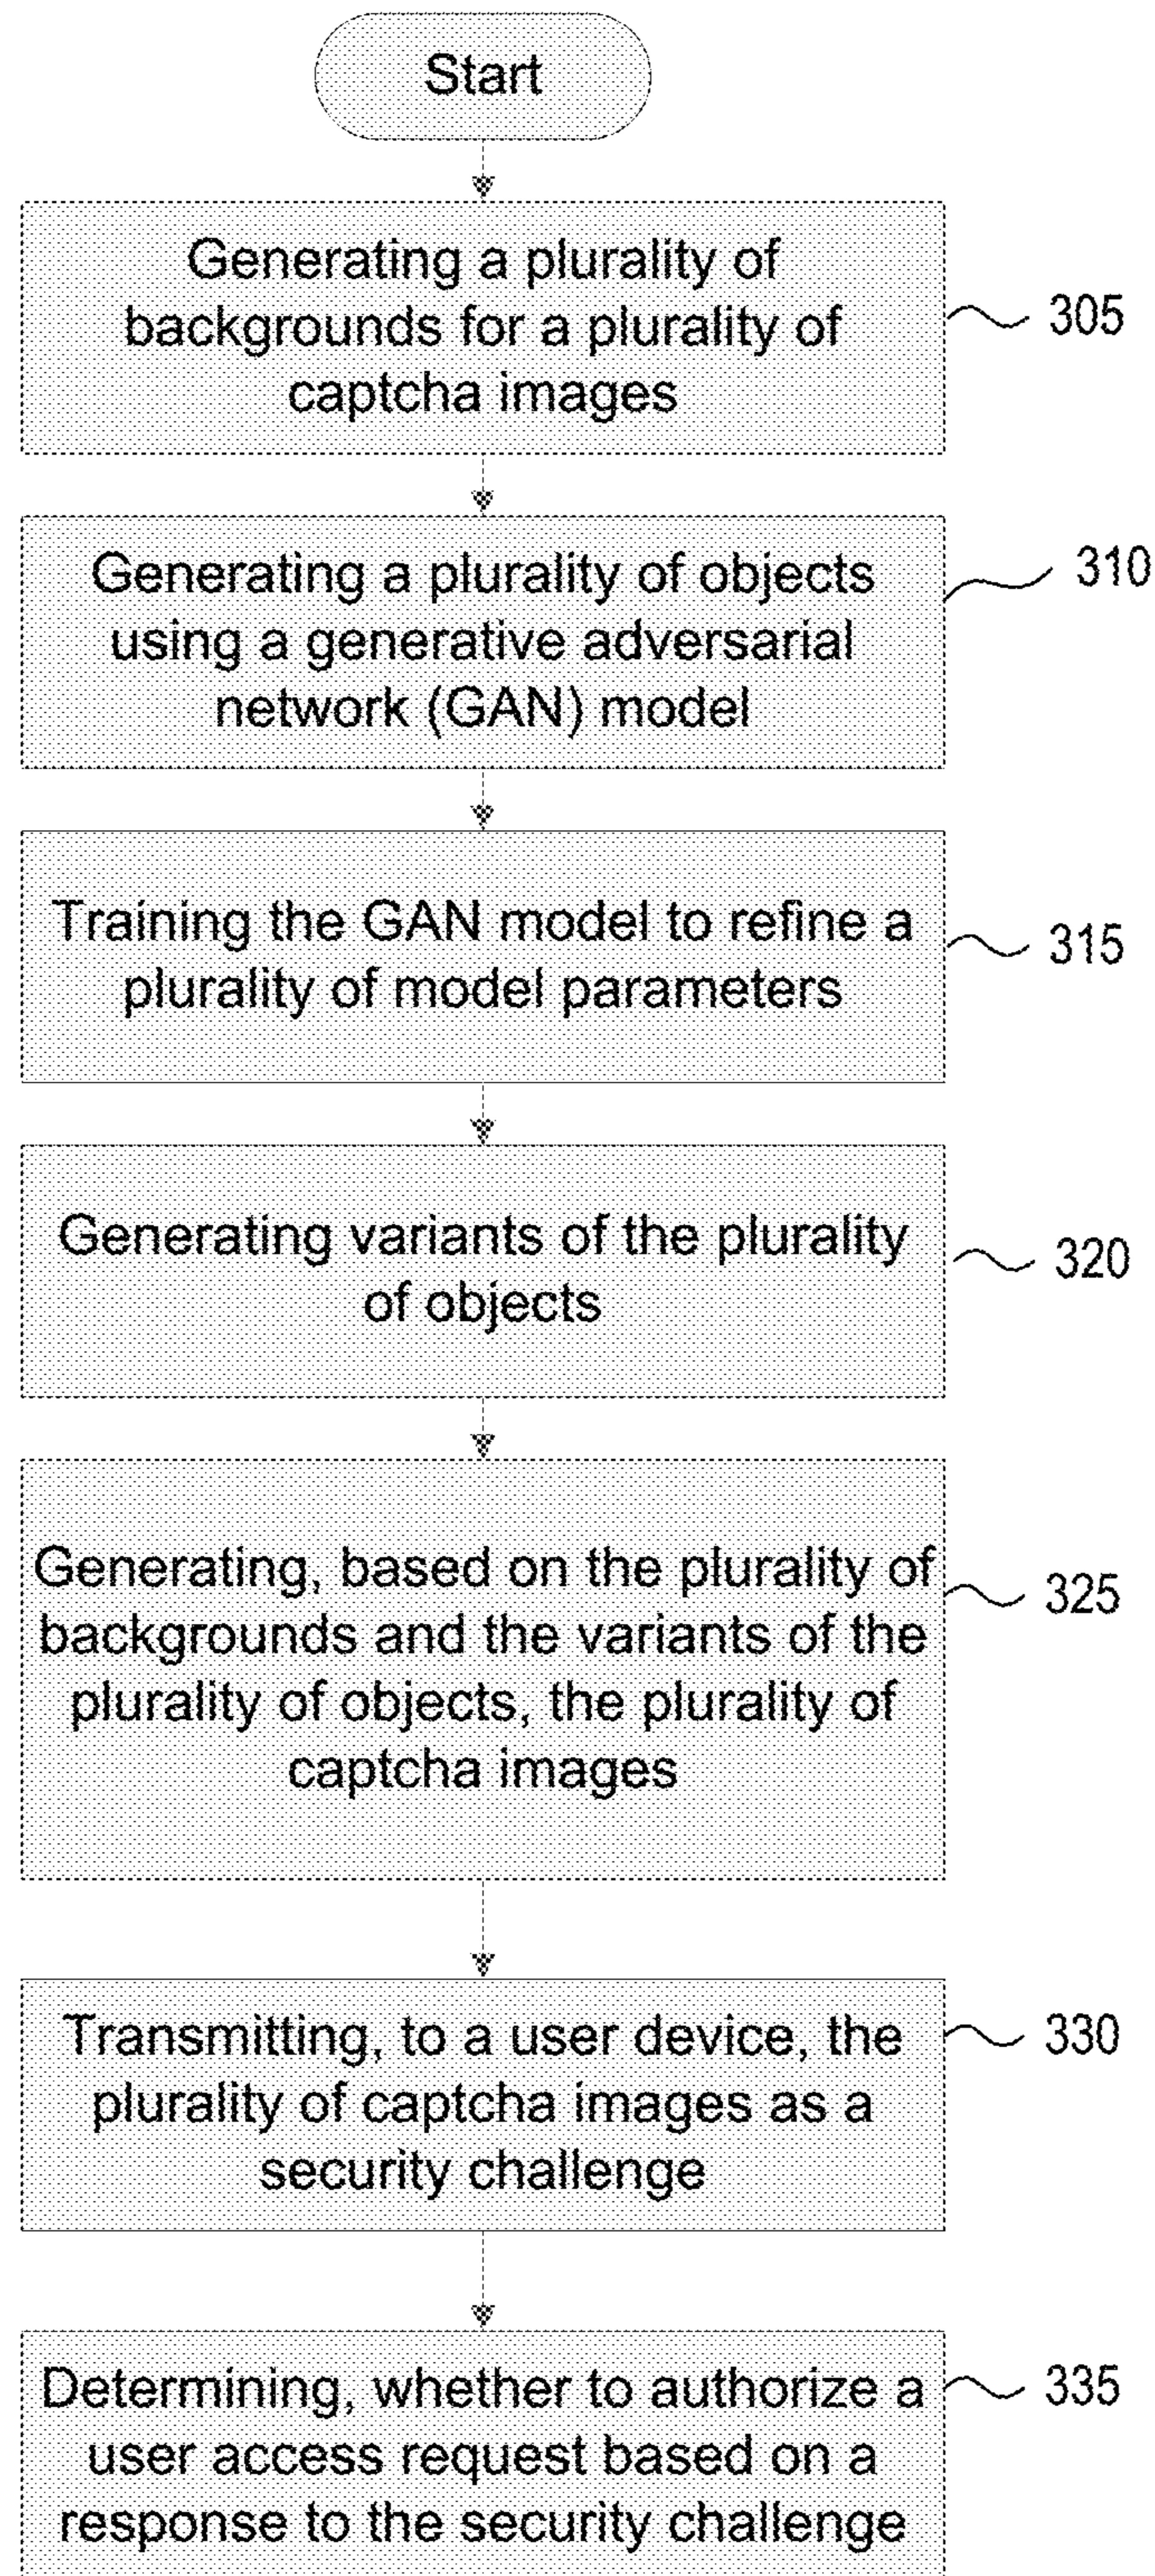 Start
Generating a plurality of
backgrounds for a plurality of
captcha images
305
Generating a plurality of objects
using a generative adversarial
network (GAN) model
310
Training the GAN model to refine a
plurality of model parameters
315
Generating variants of the plurality
of objects
320
Generating, based on the plurality of
backgrounds and the variants of the
plurality of objects, the plurality of
captcha images
325
Transmitting, to a user device, the
plurality of captcha images as a
security challenge
330
Determining, whether to authorize a
user access request based on a
response to the security challenge
335